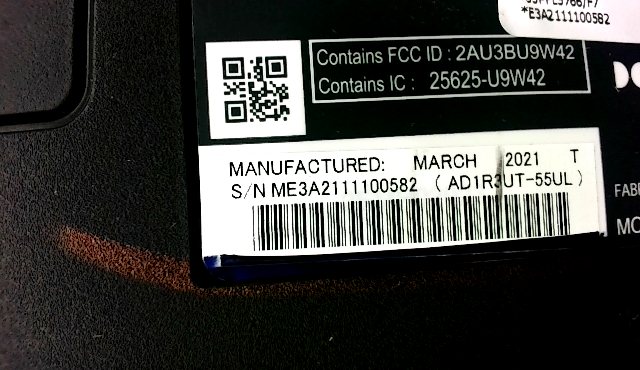 *E3A2111100582
Contains FCC ID : 2AU3BU9W42
Contains IC : 25625-U9W42
MANUFACTURED: MARCH 2021 T
S/N ME3A2111100582 ( AD1R3UT-55UL )